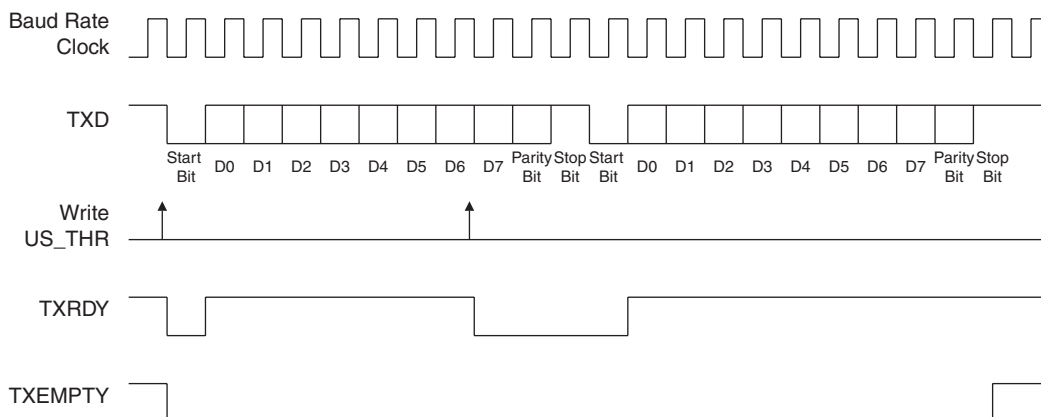 Baud Rate
Clock
TXD
Start
Bit
D0
D1
D2
D3
D4
D5
D6
D7
Parity
Bit
Stop
Bit
Start
Bit
D0
D1
D2
D3
D4
D5
D6
D7
Parity
Bit
Stop
Bit
Write
US_THR
TXRDY
TXEMPTY